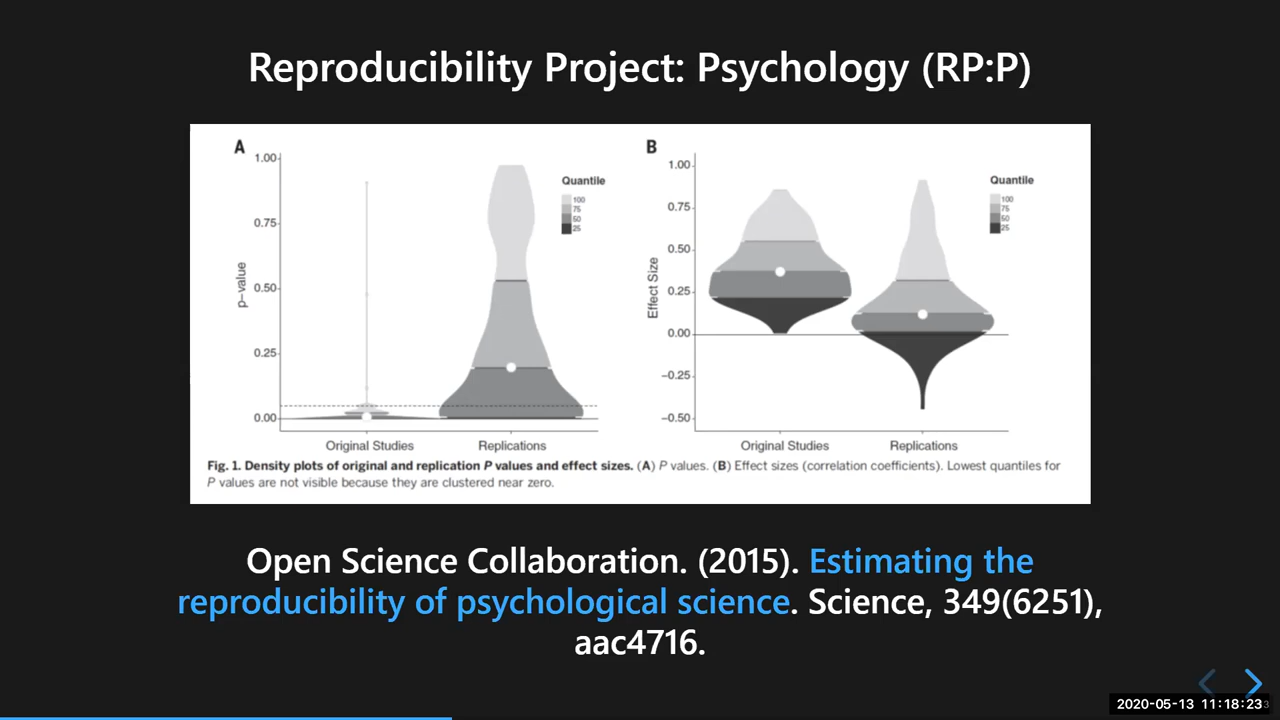 Reproducibility Project: Psychology (RP:P)
A
1.00
0.75
0.50
0.25
0.00
p-value
Original Studies
Replications
Quantile
100
75
50
25
B
1.00
0.75
0.50
0.25
0.00
−0.25
−0.50
Effect Size
Original Studies
Replications
Quantile
100
75
50
25
Fig. 1. Density plots of original and replication P values and effect sizes. (A) P values. (B) Effect sizes (correlation coefficients). Lowest quantiles for
P values are not visible because they are clustered near zero.
Open Science Collaboration. (2015). Estimating the
reproducibility of psychological science. Science, 349(6251),
aac4716.
2020-05-13 11:18:23